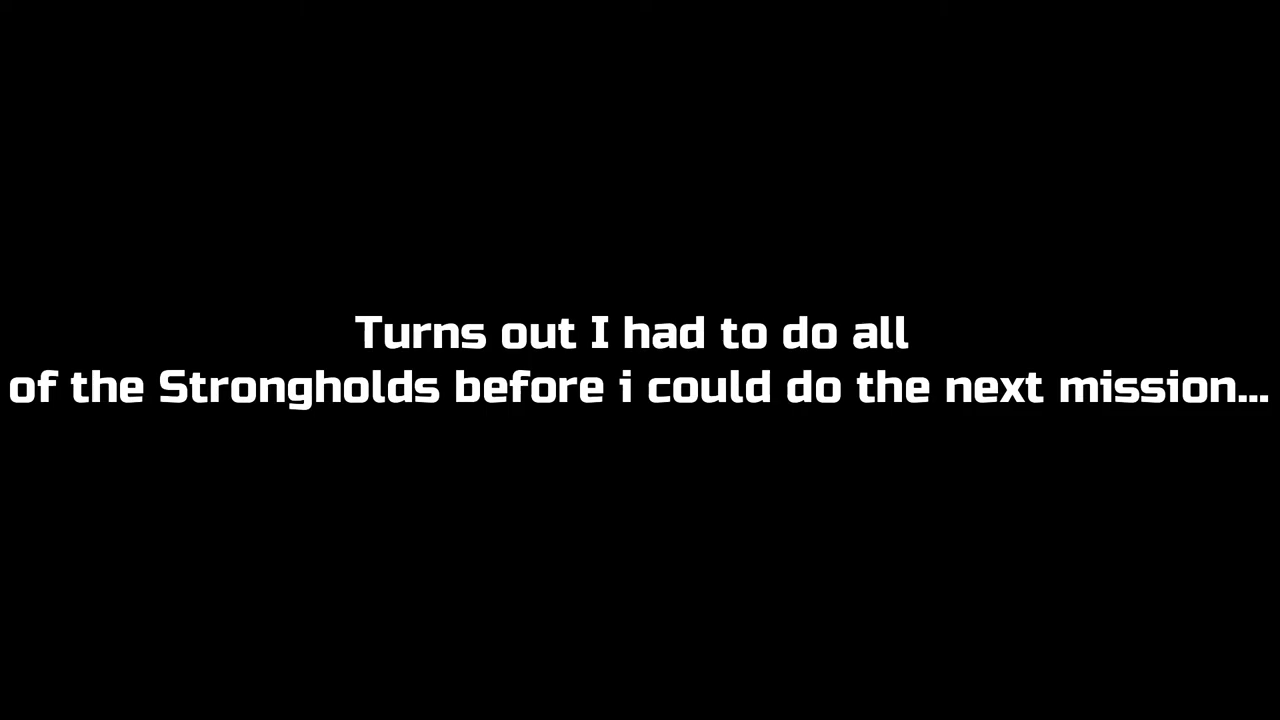 Turns out I had to do all
of the Strongholds before i could do the next mission...